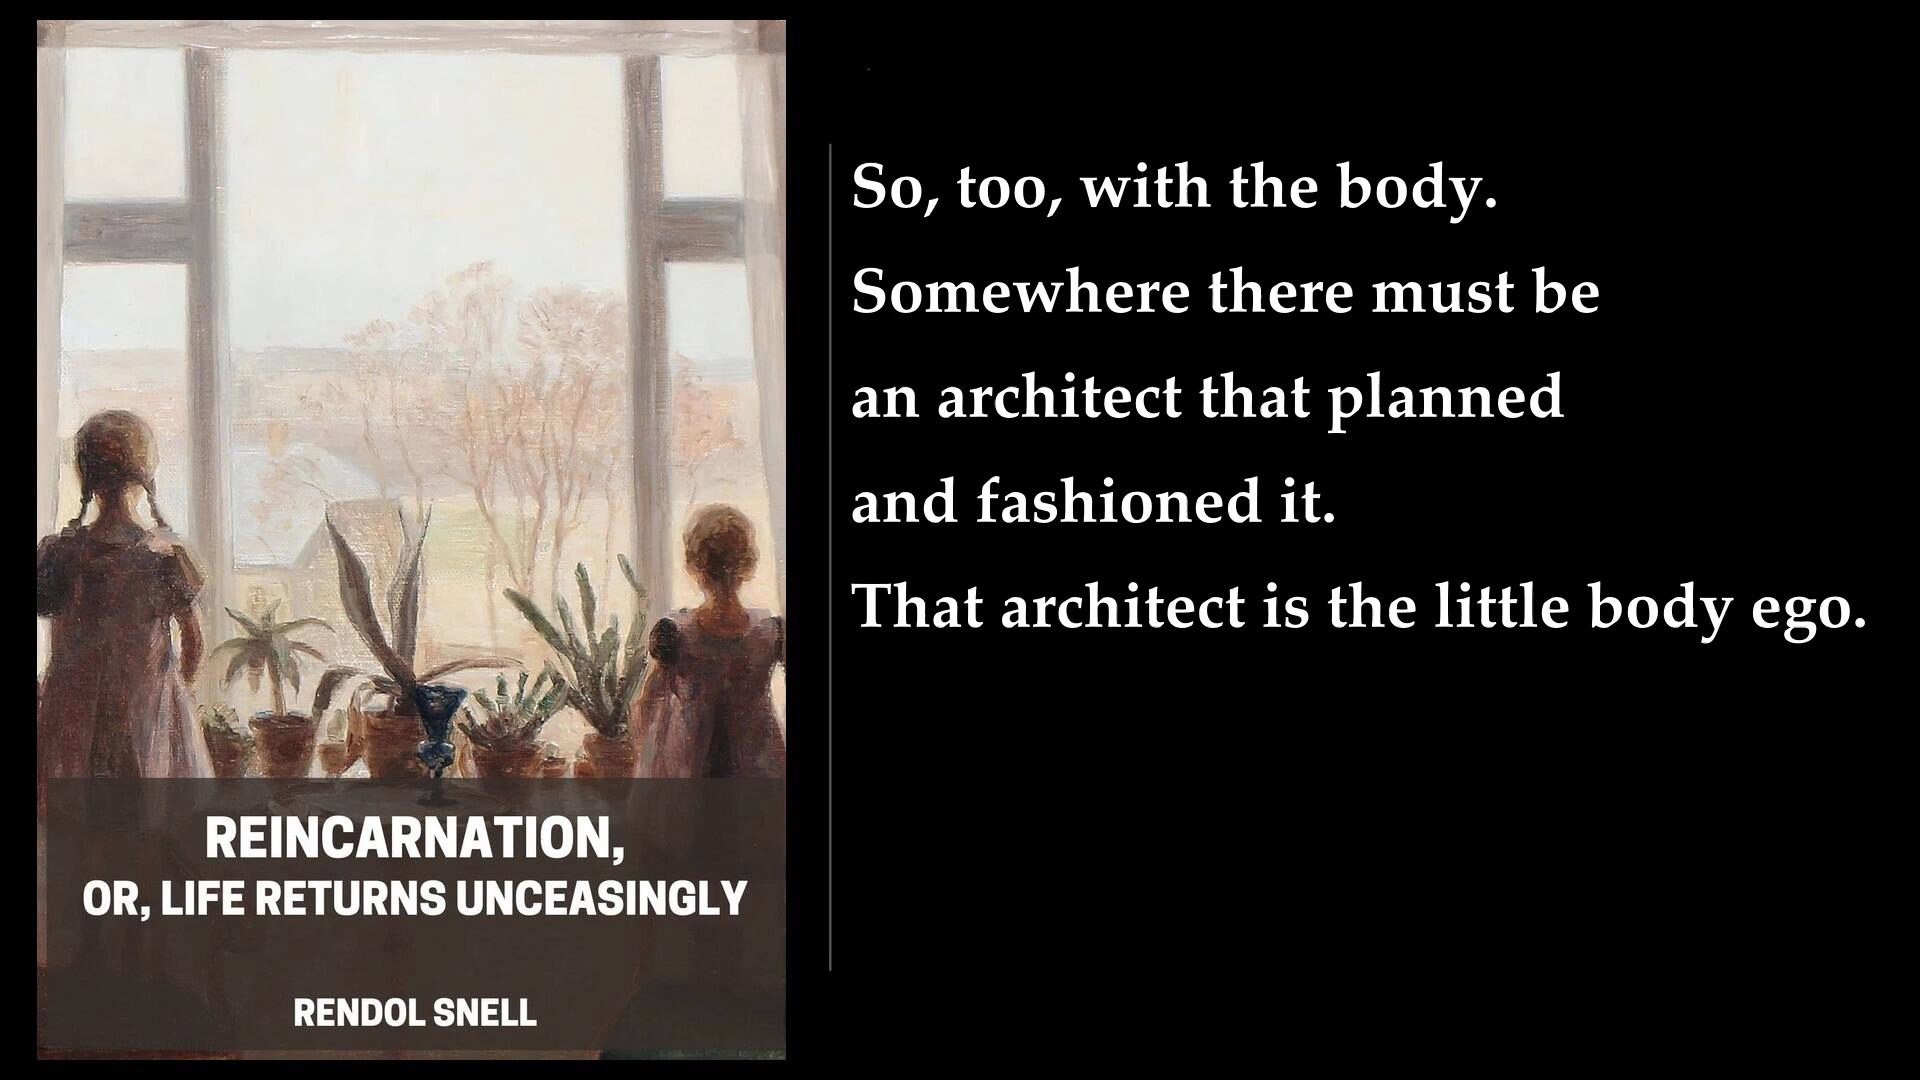 So, too, with the body.
Somewhere there must be
an architect that planned
and fashioned it.
That architect is the little body ego.
REINCARNATION,
OR, LIFE RETURNS UNCEASINGLY
RENDOL SNELL